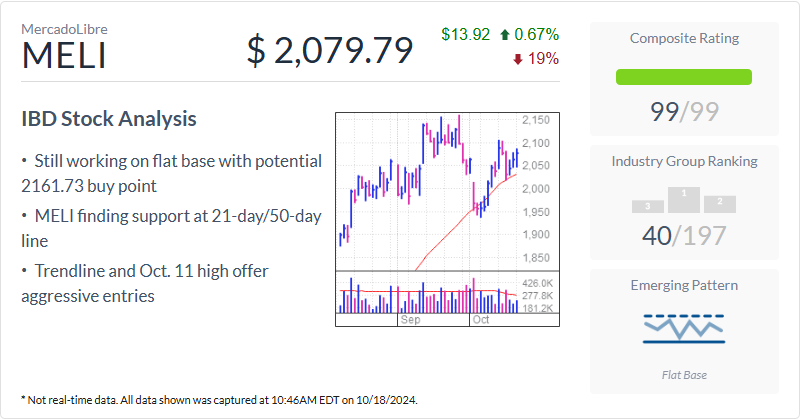 MercadoLibre
MELI
$ 2,079.79
$13.92 0.67%
19%
IBD Stock Analysis
• Still working on flat base with potential
2161.73 buy point
• MELI finding support at 21-day/50-day
line
• Trendline and Oct. 11 high offer
aggressive entries
2,150
2,100
2,050
2,000
1,950
1,900
1,850
426.0K
277.8K
181.2K
Sep
Oct
Composite Rating
99/99
Industry Group Ranking
3
1
2
40/197
Emerging Pattern
Flat Base
* Not real-time data. All data shown was captured at 10:46AM EDT on 10/18/2024.